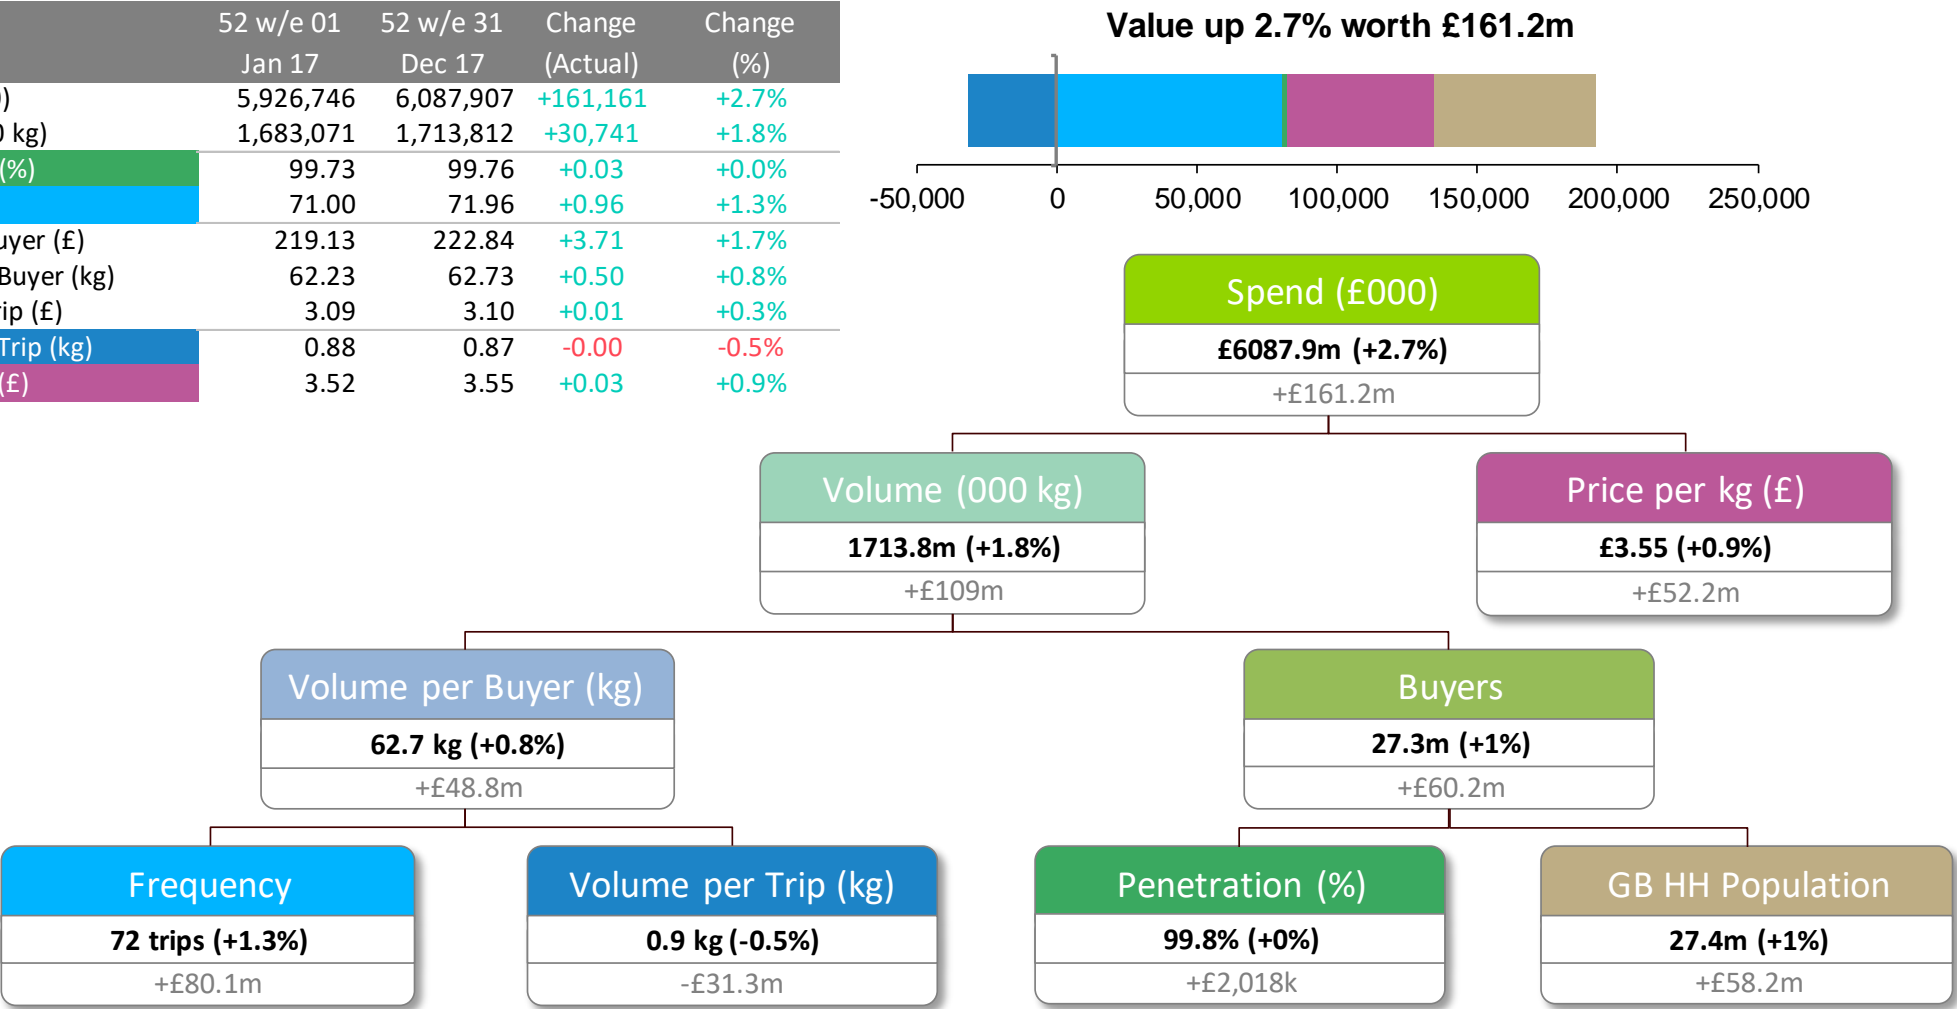 52 w/e 01 52 w/e 31 Change Change
Jan 17 Dec 17 (Actual) (%)
) 5,926,746 6,087,907 +161,161 +2.7%
kg) 1,683,071 1,713,812 +30,741 +1.8%
(%) 99.73 99.76 +0.03 +0.0%
71.00 71.96 +0.96 +1.3%
uyer (£) 219.13 222.84 +3.71 +1.7%
Buyer (kg) 62.23 62.73 +0.50 +0.8%
rip (£) 3.09 3.10 +0.01 +0.3%
Trip (kg) 0.88 0.87 -0.00 -0.5%
(£) 3.52 3.55 +0.03 +0.9%
Value up 2.7% worth £161.2m
-50,000 0 50,000 100,000 150,000 200,000 250,000
Spend (£000)
£6087.9m (+2.7%)
+£161.2m
Volume (000 kg)
1713.8m (+1.8%)
+£109m
Price per kg (£)
£3.55 (+0.9%)
+£52.2m
Volume per Buyer (kg)
62.7 kg (+0.8%)
+£48.8m
Buyers
27.3m (+1%)
+£60.2m
Frequency
72 trips (+1.3%)
+£80.1m
Volume per Trip (kg)
0.9 kg (-0.5%)
-£31.3m
Penetration (%)
99.8% (+0%)
+£2,018k
GB HH Population
27.4m (+1%)
+£58.2m